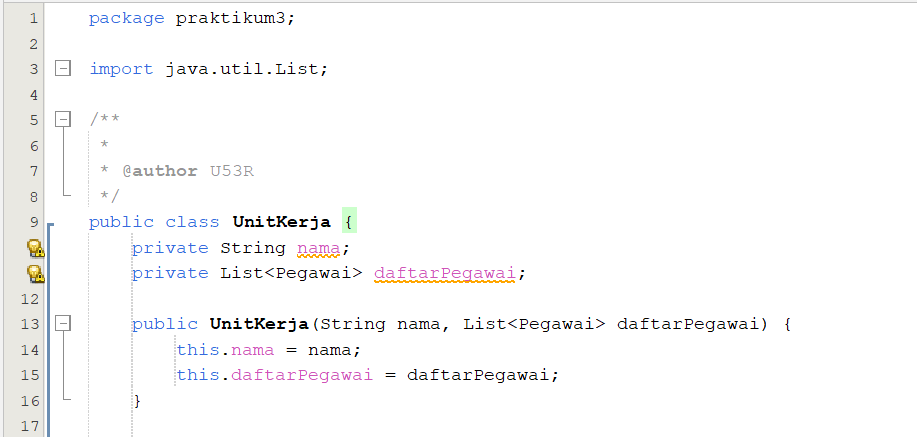 1 package praktikum3;
2
3 import java.util.List;
4
5 /**
6 *
7 * @author U53R
8 */
9 public class UnitKerja {
private String nama;
private List<Pegawai> daftarPegawai;
12
13 public UnitKerja(String nama, List<Pegawai> daftarPegawai) {
14 this.nama = nama;
15 this.daftarPegawai = daftarPegawai;
16 }
17